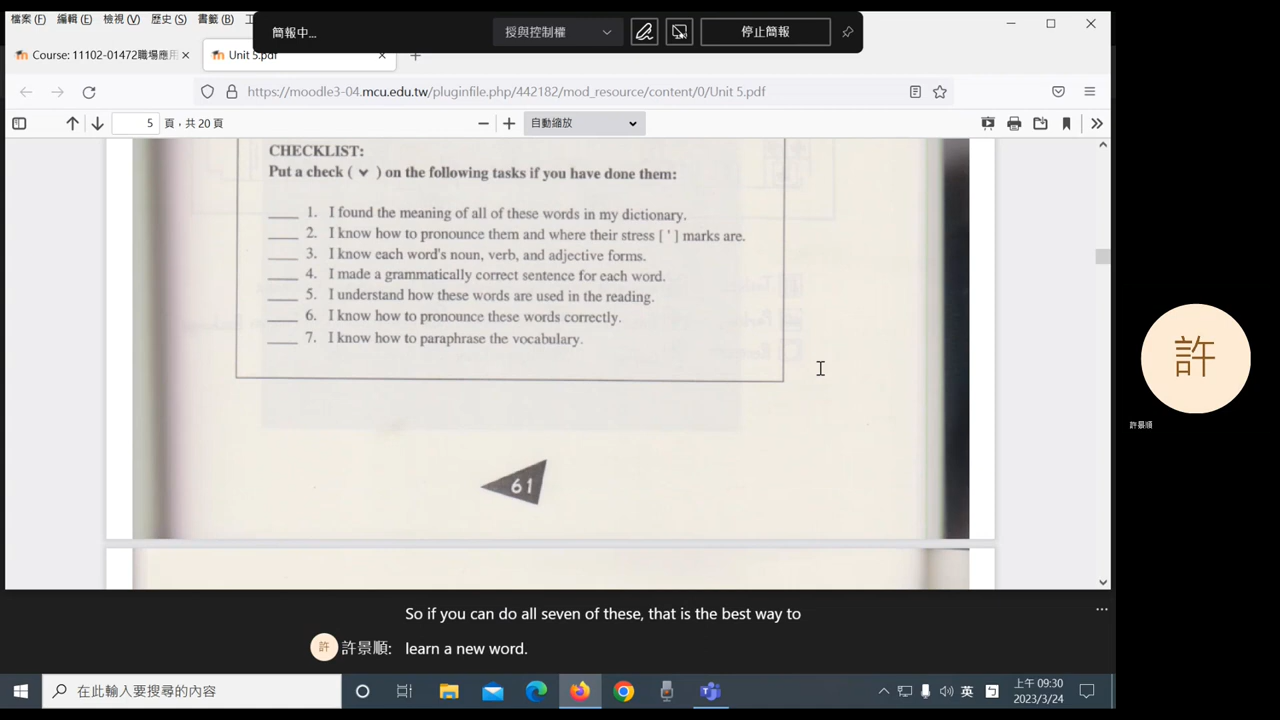 檔案(F) 編輯(E) 檢視(V) 歷史(S) 書籤(B)
簡報中... 授與控制權 停止簡報
Course: 11102-01472職場應用 Unit 5.pdf
https://moodle3-04.mcu.edu.tw/pluginfile.php/442182/mod_resource/content/0/Unit 5.pdf
5 頁，共 20 頁 自動縮放
CHECKLIST:
Put a check ( ✔ ) on the following tasks if you have done them:
____ 1. I found the meaning of all of these words in my dictionary.
____ 2. I know how to pronounce them and where their stress [ ' ] marks are.
____ 3. I know each word's noun, verb, and adjective forms.
____ 4. I made a grammatically correct sentence for each word.
____ 5. I understand how these words are used in the reading.
____ 6. I know how to pronounce these words correctly.
____ 7. I know how to paraphrase the vocabulary.
61
許
許景順
So if you can do all seven of these, that is the best way to
許 許景順: learn a new word.
在此輸入要搜尋的內容
英
上午 09:30
2023/3/24